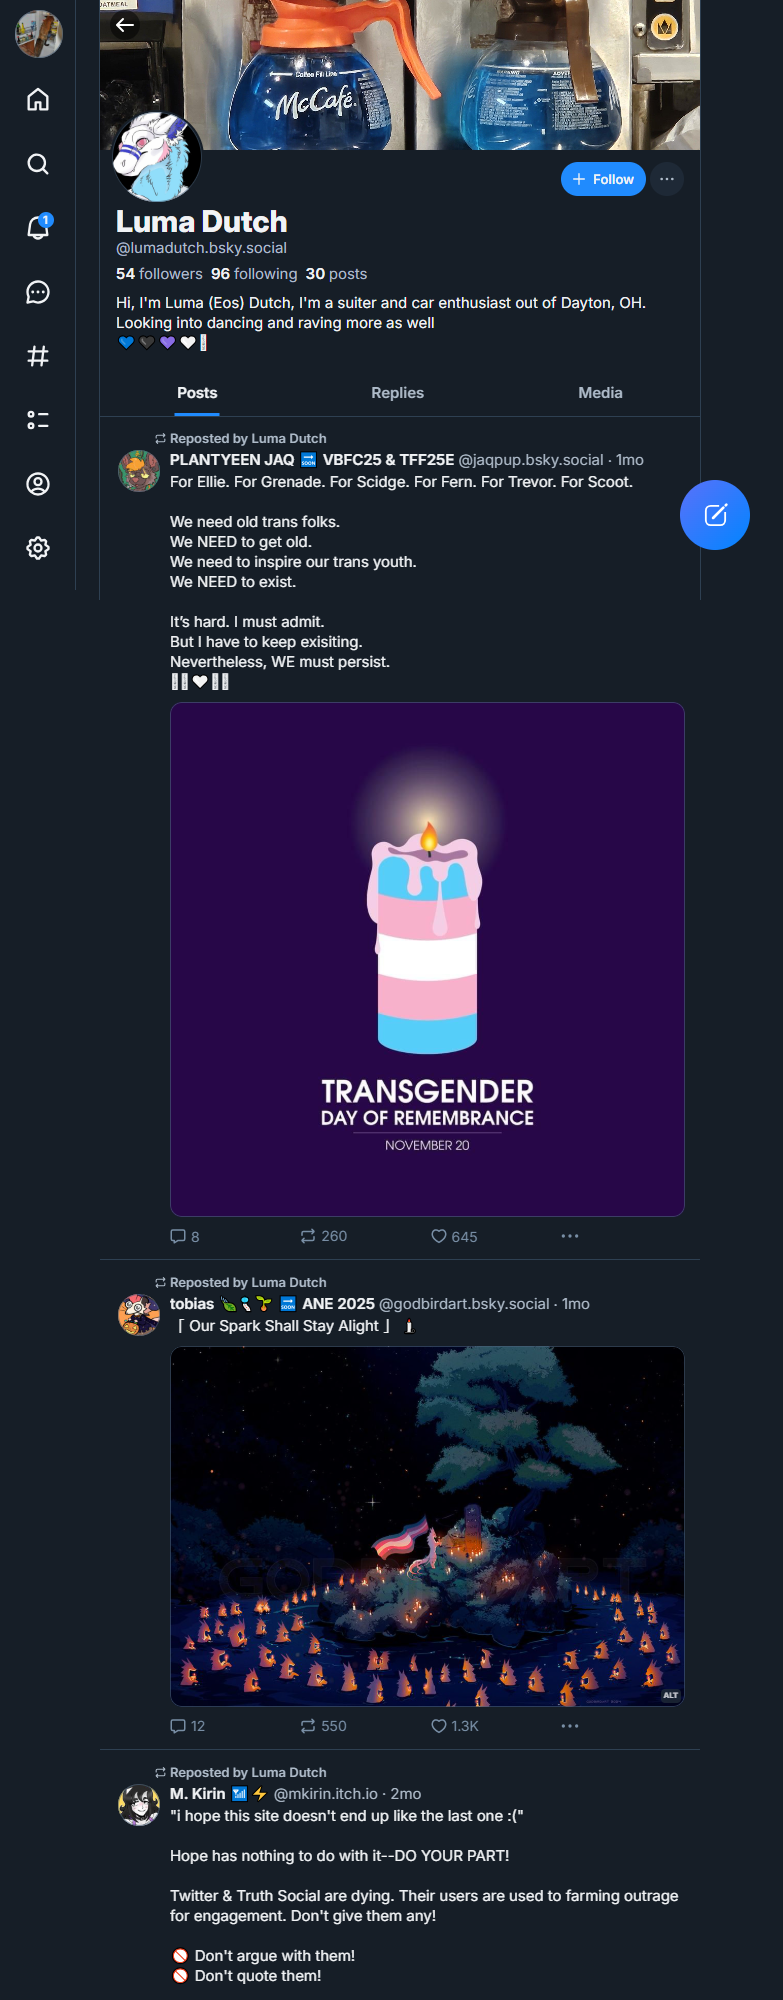 OATMEAL
Coffee Fill Line
McCafé
WARNING
1
Follow
Luma Dutch
@lumadutch.bsky.social
54 followers 96 following 30 posts
Hi, I'm Luma (Eos) Dutch, I'm a suiter and car enthusiast out of Dayton, OH.
Looking into dancing and raving more as well
💙🖤💜🤍
Posts Replies Media
Reposted by Luma Dutch
PLANTYEEN JAQ 🔜 VBFC25 & TFF25E @jaqpup.bsky.social · 1mo
For Ellie. For Grenade. For Scidge. For Fern. For Trevor. For Scoot.
We need old trans folks.
We NEED to get old.
We need to inspire our trans youth.
We NEED to exist.
It’s hard. I must admit.
But I have to keep exisiting.
Nevertheless, WE must persist.
🤍
TRANSGENDER
DAY OF REMEMBRANCE
NOVEMBER 20
8 260 645
Reposted by Luma Dutch
tobias 🔜 ANE 2025 @godbirdart.bsky.social · 1mo
「 Our Spark Shall Stay Alight 」 🕯
ALT
12 550 1.3K
Reposted by Luma Dutch
M. Kirin 📶⚡ @mkirin.itch.io · 2mo
"i hope this site doesn't end up like the last one :("
Hope has nothing to do with it--DO YOUR PART!
Twitter & Truth Social are dying. Their users are used to farming outrage
for engagement. Don't give them any!
🚫 Don't argue with them!
🚫 Don't quote them!